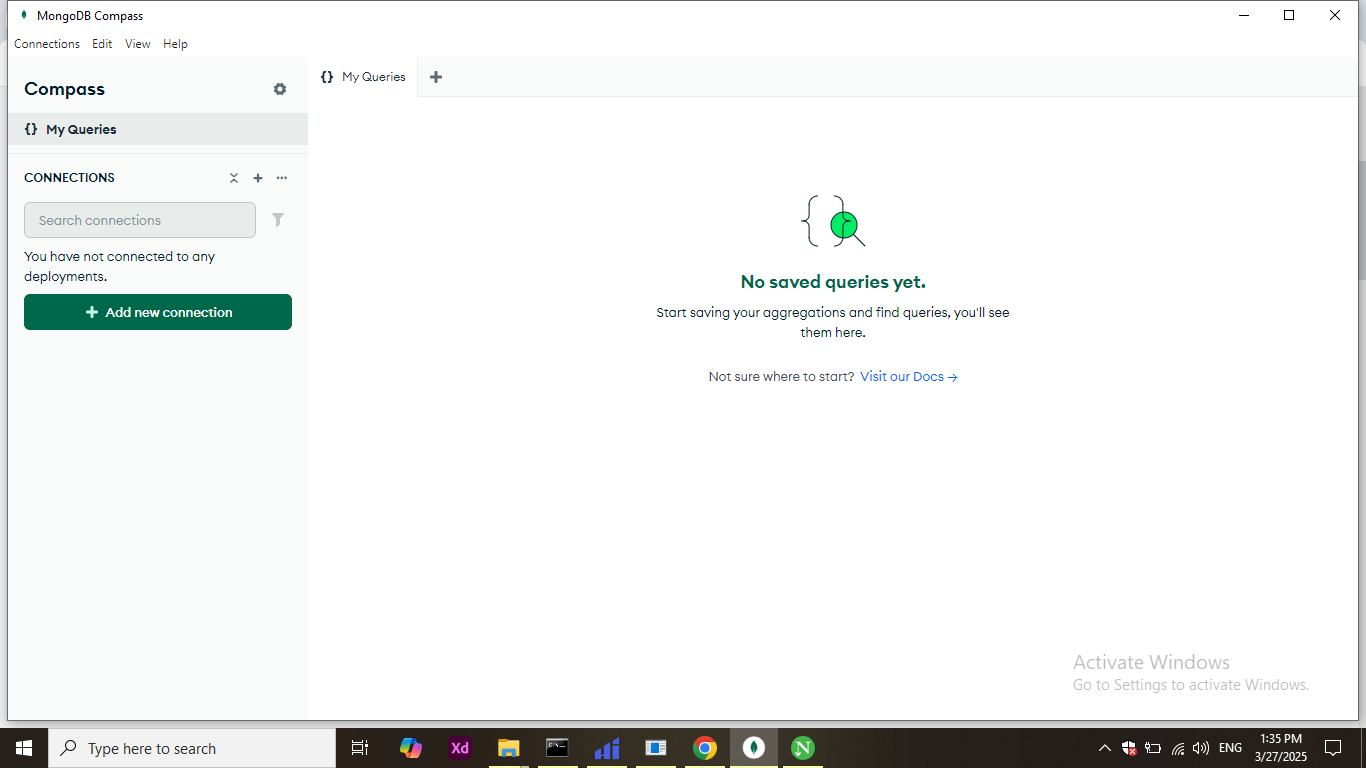 MongoDB Compass
Connections Edit View Help
Compass
{} My Queries
{} My Queries
CONNECTIONS
Search connections
You have not connected to any
deployments.
Add new connection
No saved queries yet.
Start saving your aggregations and find queries, you'll see
them here.
Not sure where to start? Visit our Docs →
Activate Windows
Go to Settings to activate Windows.
Type here to search
Xd
N
ENG
1:35 PM
3/27/2025